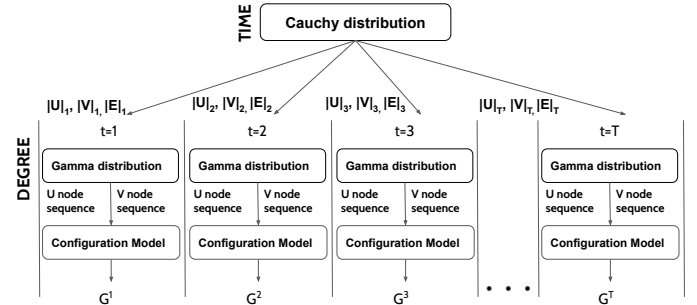 TIME
Cauchy distribution
|U|1, |V|1, |E|1
|U|2, |V|2, |E|2
|U|3, |V|3, |E|3
|U|T, |V|T, |E|T
DEGREE
t=1
t=2
t=3
t=T
Gamma distribution
Gamma distribution
Gamma distribution
Gamma distribution
U node sequence
V node sequence
U node sequence
V node sequence
U node sequence
V node sequence
U node sequence
V node sequence
Configuration Model
Configuration Model
Configuration Model
Configuration Model
G¹
G²
G³
. . .
Gᵀ